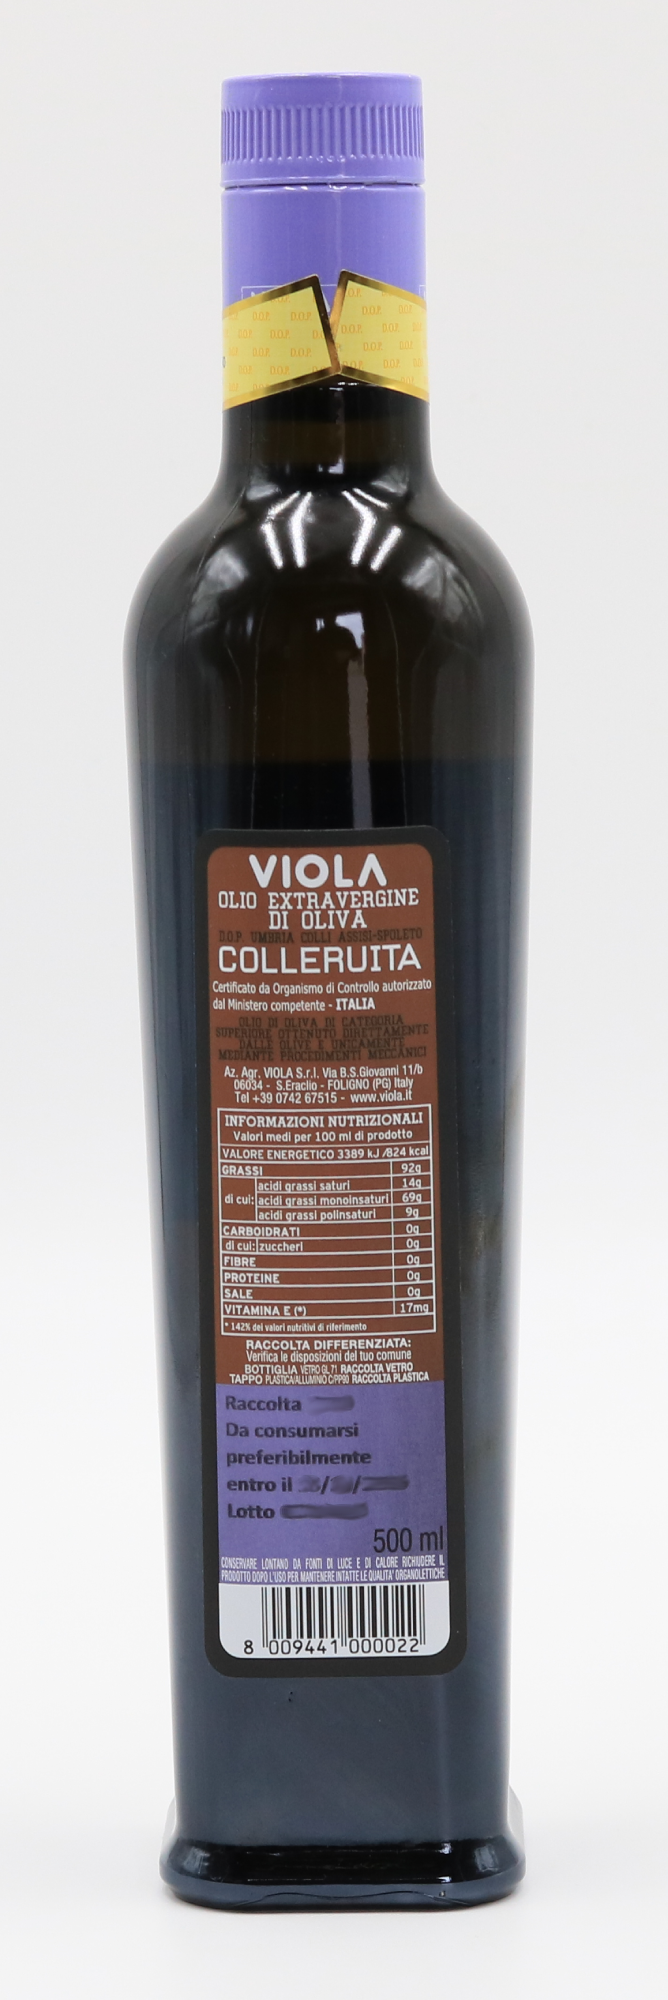 D.O.P. D.O.P. D.O.P.
VIOLA
OLIO EXTRAVERGINE
DI OLIVA
D.O.P. UMBRIA COLLI ASSISI-SPOLETO
COLLERUITA
Certificato da Organismo di Controllo autorizzato
dal Ministero competente - ITALIA
OLIO DI OLIVA DI CATEGORIA
SUPERIORE OTTENUTO DIRETTAMENTE
DALLE OLIVE E UNICAMENTE
MEDIANTE PROCEDIMENTI MECCANICI
Az. Agr. VIOLA S.r.l. Via B.S.Giovanni 11/b
06034 - S.Eraclio - FOLIGNO (PG) Italy
Tel +39 0742 67515 - www.viola.it
INFORMAZIONI NUTRIZIONALI
Valori medi per 100 ml di prodotto
VALORE ENERGETICO 3389 kJ /824 kcal
GRASSI 92g
acidi grassi saturi 14g
di cui: acidi grassi monoinsaturi 69g
acidi grassi polinsaturi 9g
CARBOIDRATI 0g
di cui: zuccheri 0g
FIBRE 0g
PROTEINE 0g
SALE 0g
VITAMINA E (*) 17mg
* 142% dei valori nutritivi di riferimento
RACCOLTA DIFFERENZIATA:
Verifica le disposizioni del tuo comune
BOTTIGLIA VETRO GL 71 RACCOLTA VETRO
TAPPO PLASTICA/ALLUMINIO C/PP90 RACCOLTA PLASTICA
Raccolta
Da consumarsi
preferibilmente
entro il / /
Lotto
500 ml
CONSERVARE LONTANO DA FONTI DI LUCE E DI CALORE RICHIUDERE IL
PRODOTTO DOPO L'USO PER MANTENERE INTATTE LE QUALITA' ORGANOLETTICHE
8 009441 000022